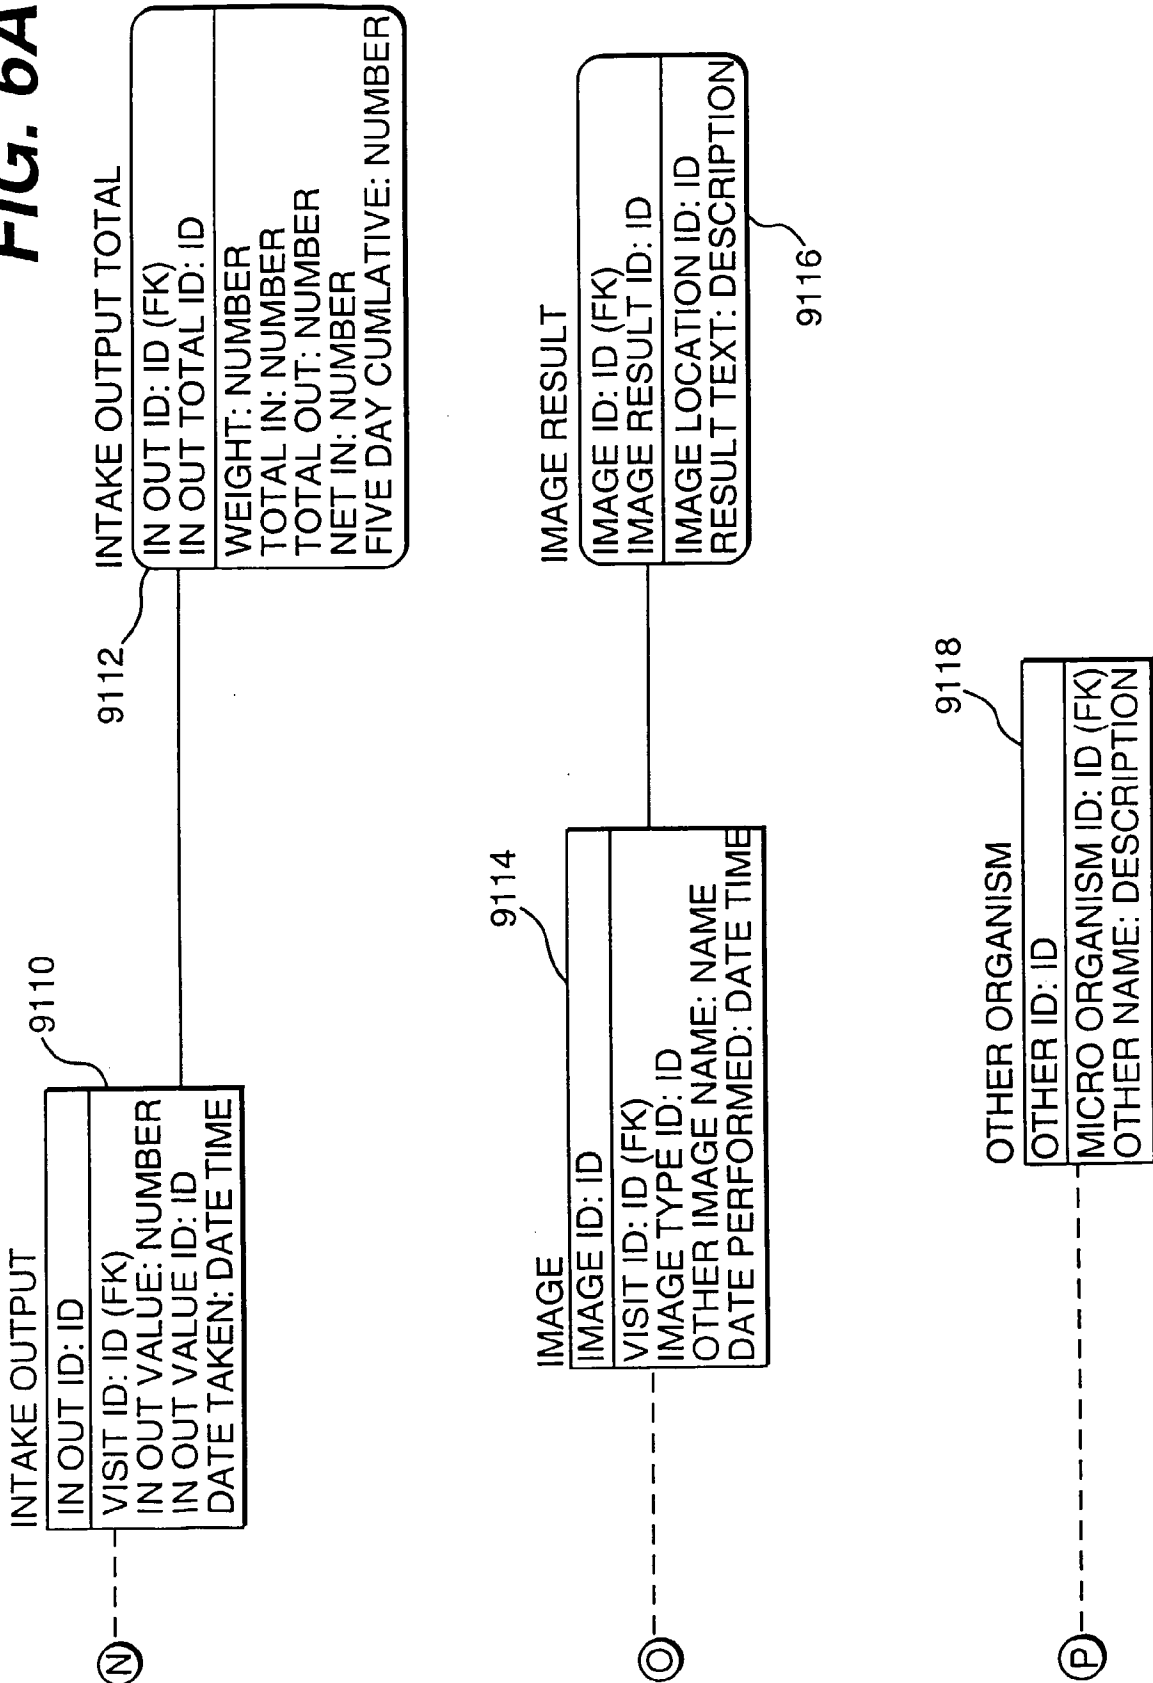 FIG. 6A
INTAKE OUTPUT
9110
IN OUT ID: ID
VISIT ID: ID (FK)
IN OUT VALUE: NUMBER
IN OUT VALUE ID: ID
DATE TAKEN: DATE TIME
N
INTAKE OUTPUT TOTAL
9112
IN OUT ID: ID (FK)
IN OUT TOTAL ID: ID
WEIGHT: NUMBER
TOTAL IN: NUMBER
TOTAL OUT: NUMBER
NET IN: NUMBER
FIVE DAY CUMLATIVE: NUMBER
IMAGE
9114
IMAGE ID: ID
VISIT ID: ID (FK)
IMAGE TYPE ID: ID
OTHER IMAGE NAME: NAME
DATE PERFORMED: DATE TIME
O
IMAGE RESULT
IMAGE ID: ID (FK)
IMAGE RESULT ID: ID
IMAGE LOCATION ID: ID
RESULT TEXT: DESCRIPTION
9116
OTHER ORGANISM
9118
OTHER ID: ID
MICRO ORGANISM ID: ID (FK)
OTHER NAME: DESCRIPTION
P